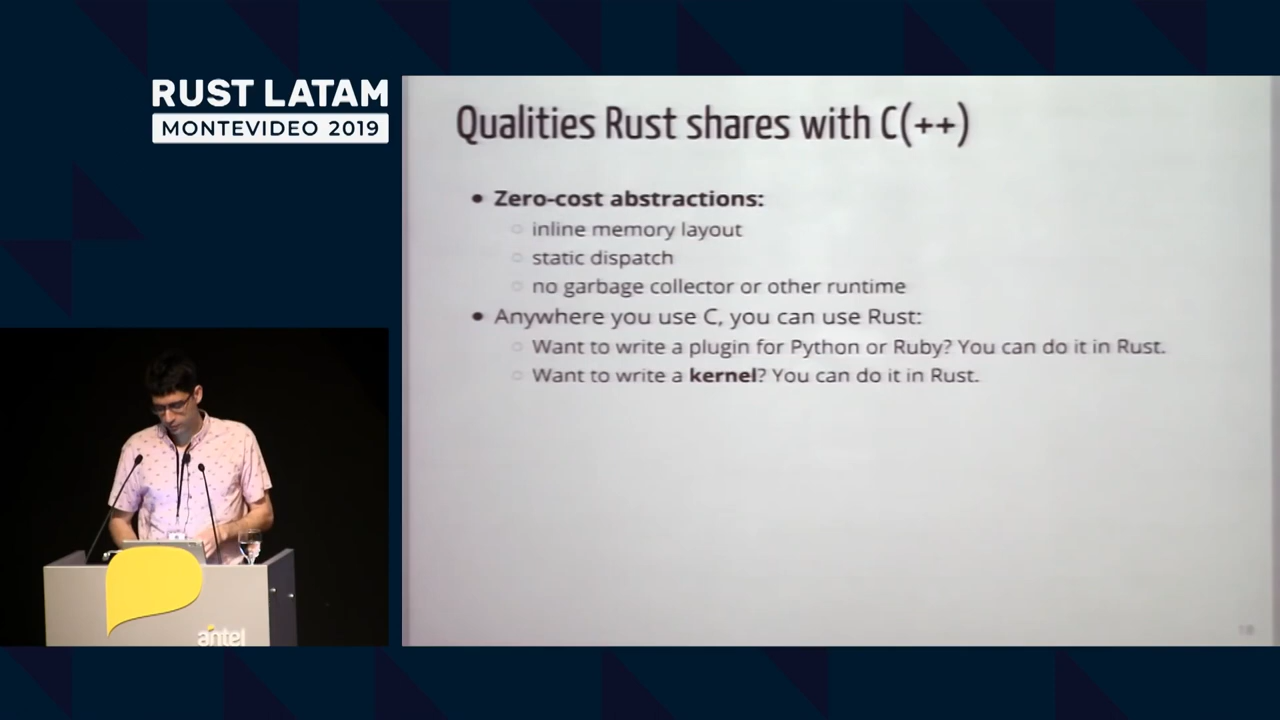 RUST LATAM
MONTEVIDEO 2019
Qualities Rust shares with C(++)
Zero-cost abstractions:
inline memory layout
static dispatch
no garbage collector or other runtime
Anywhere you use C, you can use Rust:
Want to write a plugin for Python or Ruby? You can do it in Rust.
Want to write a kernel? You can do it in Rust.
antel